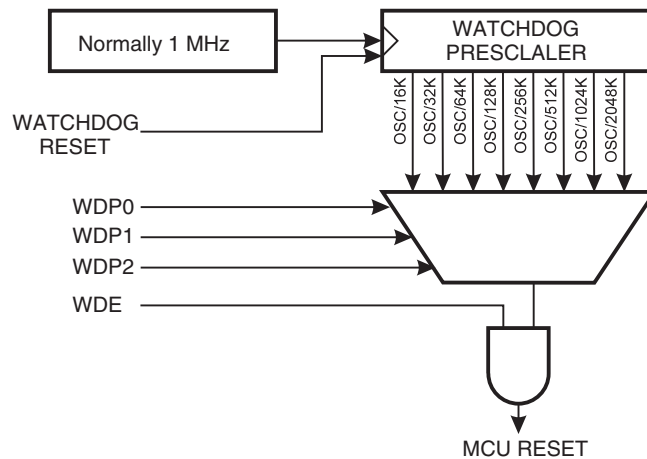 Normally 1 MHz
WATCHDOG
PRESCLALER
WATCHDOG
RESET
OSC/16K
OSC/32K
OSC/64K
OSC/128K
OSC/256K
OSC/512K
OSC/1024K
OSC/2048K
WDP0
WDP1
WDP2
WDE
MCU RESET